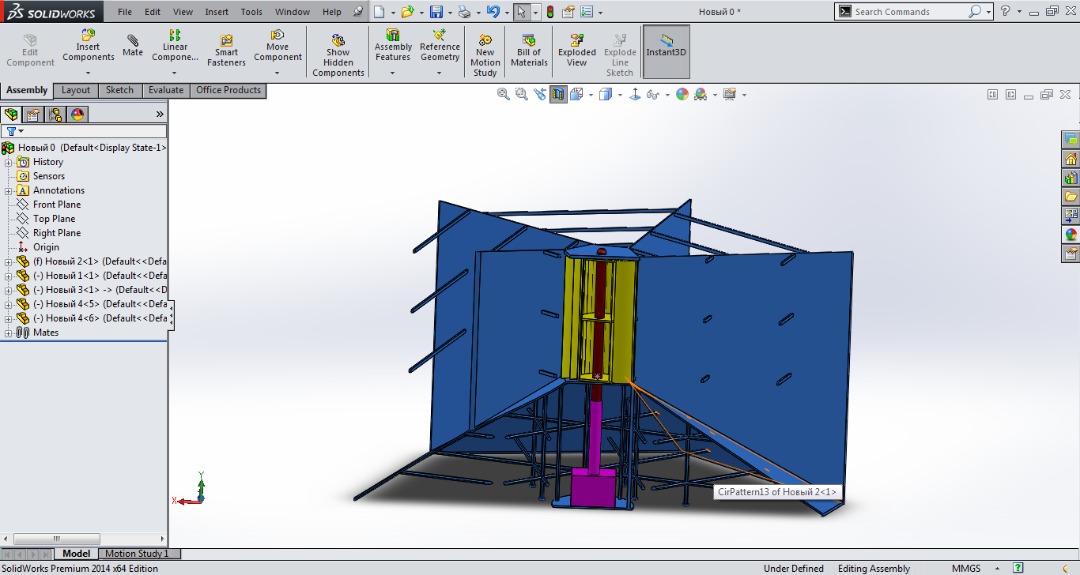 SOLIDWORKS File Edit View Insert Tools Window Help Новый 0 * Search Commands
Edit Component
Insert Components
Mate
Linear Compone...
Smart Fasteners
Move Component
Show Hidden Components
Assembly Features
Reference Geometry
New Motion Study
Bill of Materials
Exploded View
Explode Line Sketch
Instant3D
Assembly Layout Sketch Evaluate Office Products
Новый 0 (Default<Display State-1>
History
Sensors
Annotations
Front Plane
Top Plane
Right Plane
Origin
(f) Новый 2<1> (Default<<Defa
(-) Новый 1<1> (Default<<Defa
(-) Новый 3<1> -> (Default<<D
(-) Новый 4<5> (Default<<Defa
(-) Новый 4<6> (Default<<Defa
Mates
CirPattern13 of Новый 2<1>
Y
X
Model Motion Study 1
SolidWorks Premium 2014 x64 Edition Under Defined Editing Assembly MMGS